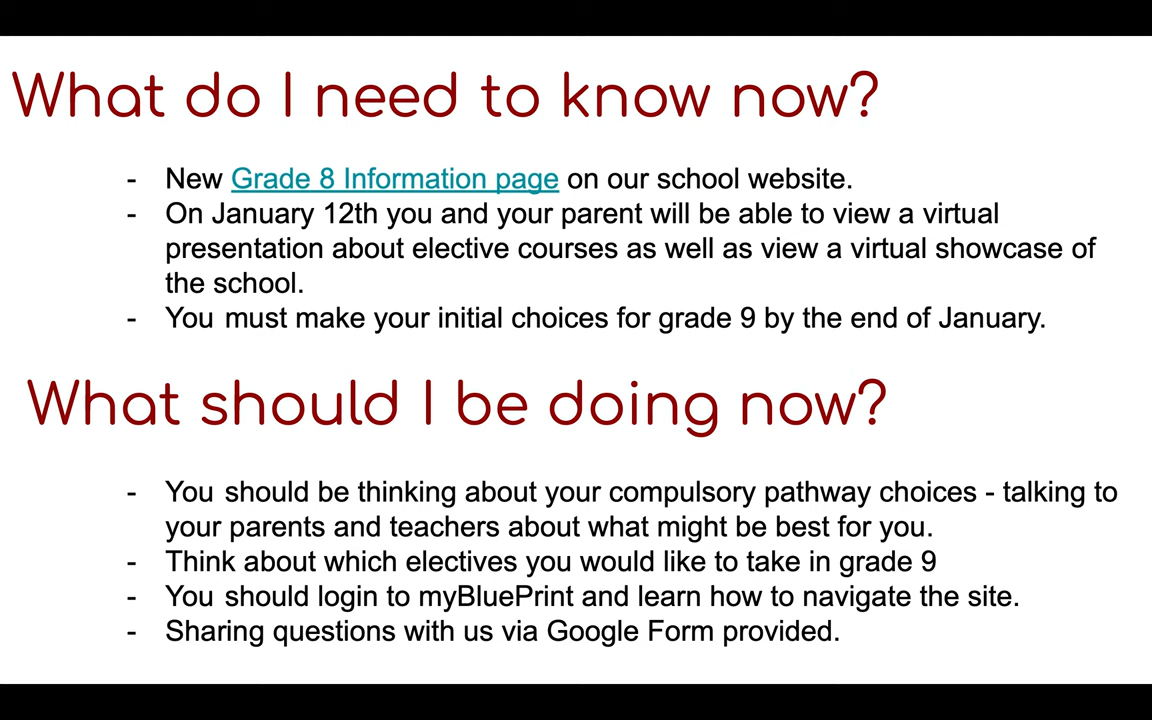 What do I need to know now?
- New Grade 8 Information page on our school website.
- On January 12th you and your parent will be able to view a virtual
presentation about elective courses as well as view a virtual showcase of
the school.
- You must make your initial choices for grade 9 by the end of January.
What should I be doing now?
- You should be thinking about your compulsory pathway choices - talking to
your parents and teachers about what might be best for you.
- Think about which electives you would like to take in grade 9
- You should login to myBluePrint and learn how to navigate the site.
- Sharing questions with us via Google Form provided.